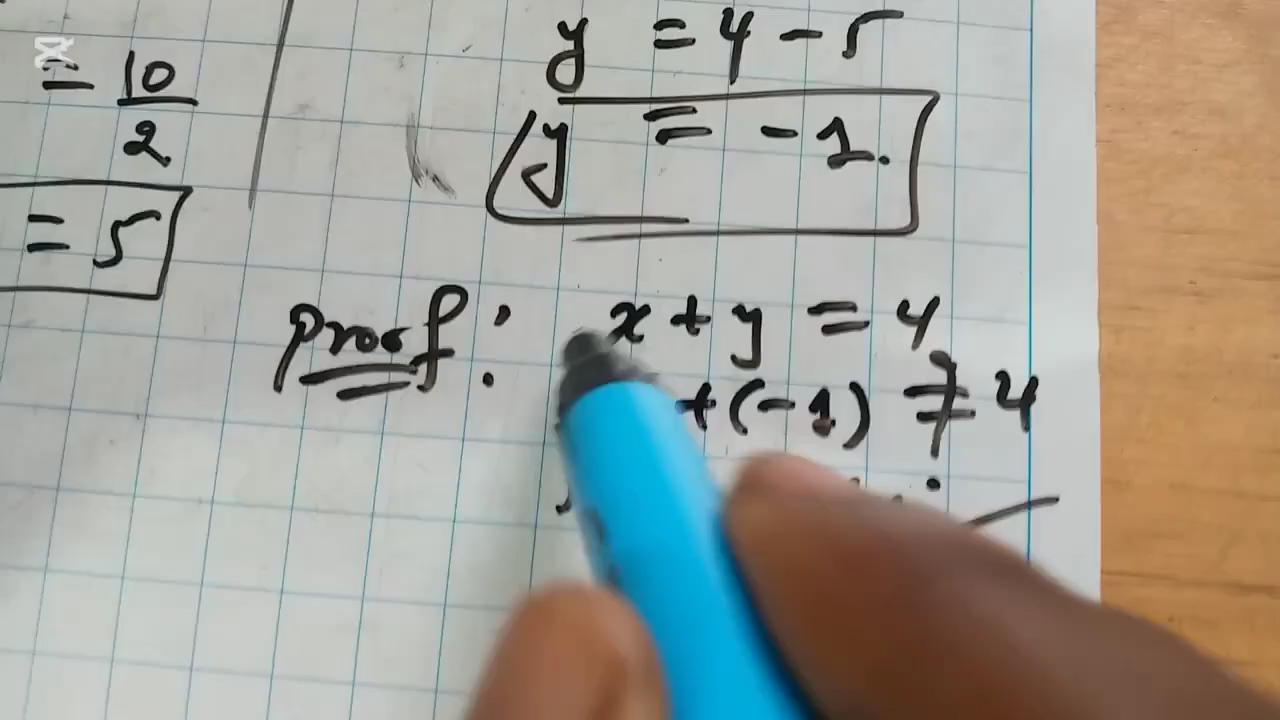 = 10/2
= 5
y = 4 - 5
y = -1.
proof: x + y = 4
+ (-1) ≠ 4